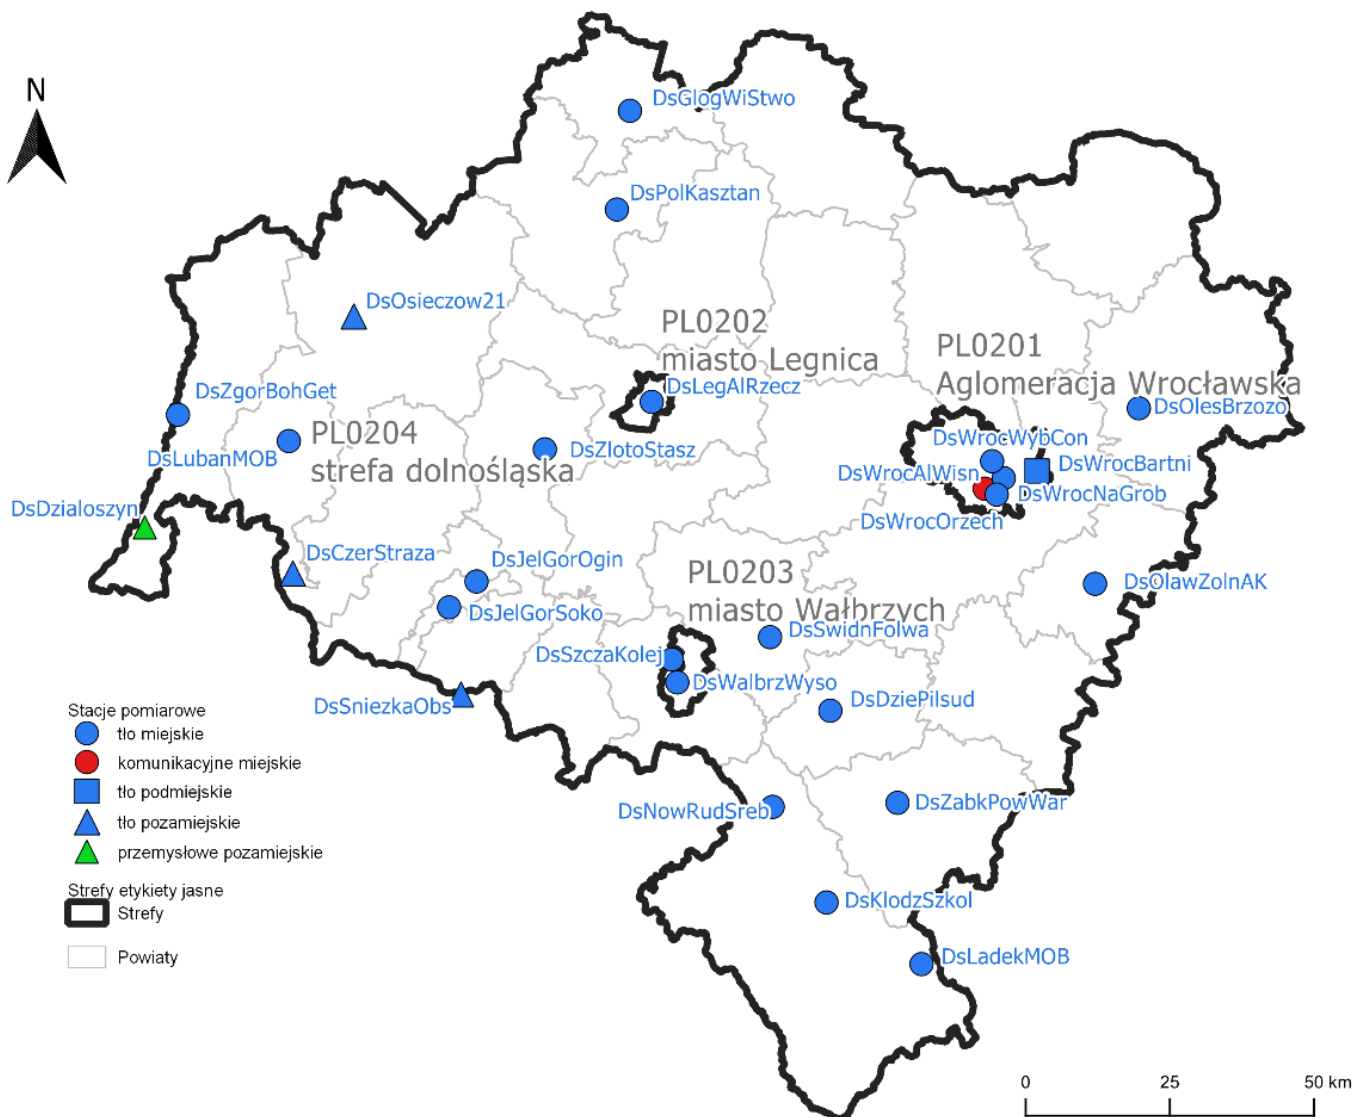 N
DsGlogWiStwo
DsPolKasztan
DsOsieczow21
PL0202
miasto Legnica
PL0201
Aglomeracja Wrocławska
DsZgorBohGet
DsLegAlRzecz
DsOlesBrzozo
PL0204
strefa dolnośląska
DsLubanMOB
DsZlotoStasz
DsWrocWybCon
DsWrocAlWisn
DsWrocBartni
DsWrocNaGrob
DsWrocOrzech
DsDzialoszyn
DsCzerStraza
DsJelGorOgin
DsJelGorSoko
PL0203
miasto Wałbrzych
DsOlawZolnAK
DsSwidnFolwa
DsSzczaKolej
DsWalbrzWyso
DsDziePilsud
DsSniezkaObs
DsNowRudSreb
DsZabkPowWar
DsKlodzSzkol
DsLadekMOB
Stacje pomiarowe
tło miejskie
komunikacyjne miejskie
tło podmiejskie
tło pozamiejskie
przemysłowe pozamiejskie
Strefy etykiety jasne
Strefy
Powiaty
0 25 50 km